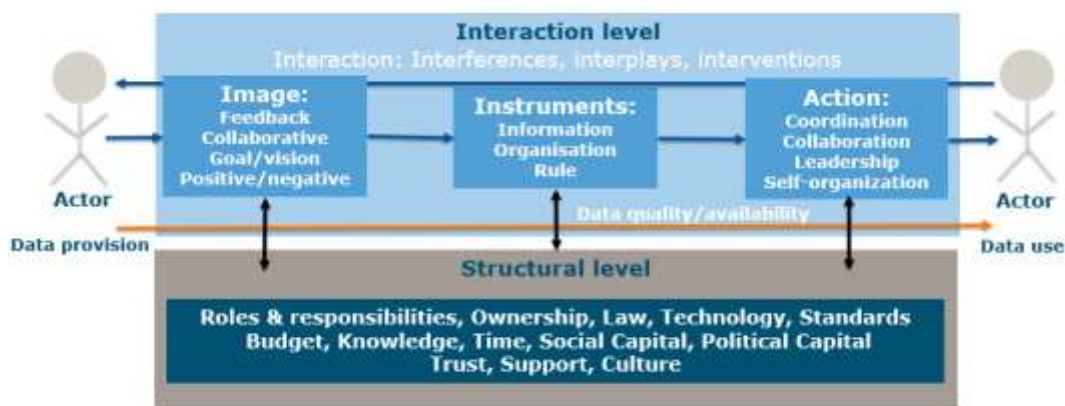 Interaction level
Interaction: Interferences, interplays, interventions
Image:
Feedback
Collaborative
Goal/vision
Positive/negative
Instruments:
Information
Organisation
Rule
Action:
Coordination
Collaboration
Leadership
Self-organization
Actor
Actor
Data quality/availability
Data provision
Data use
Structural level
Roles & responsibilities, Ownership, Law, Technology, Standards
Budget, Knowledge, Time, Social Capital, Political Capital
Trust, Support, Culture